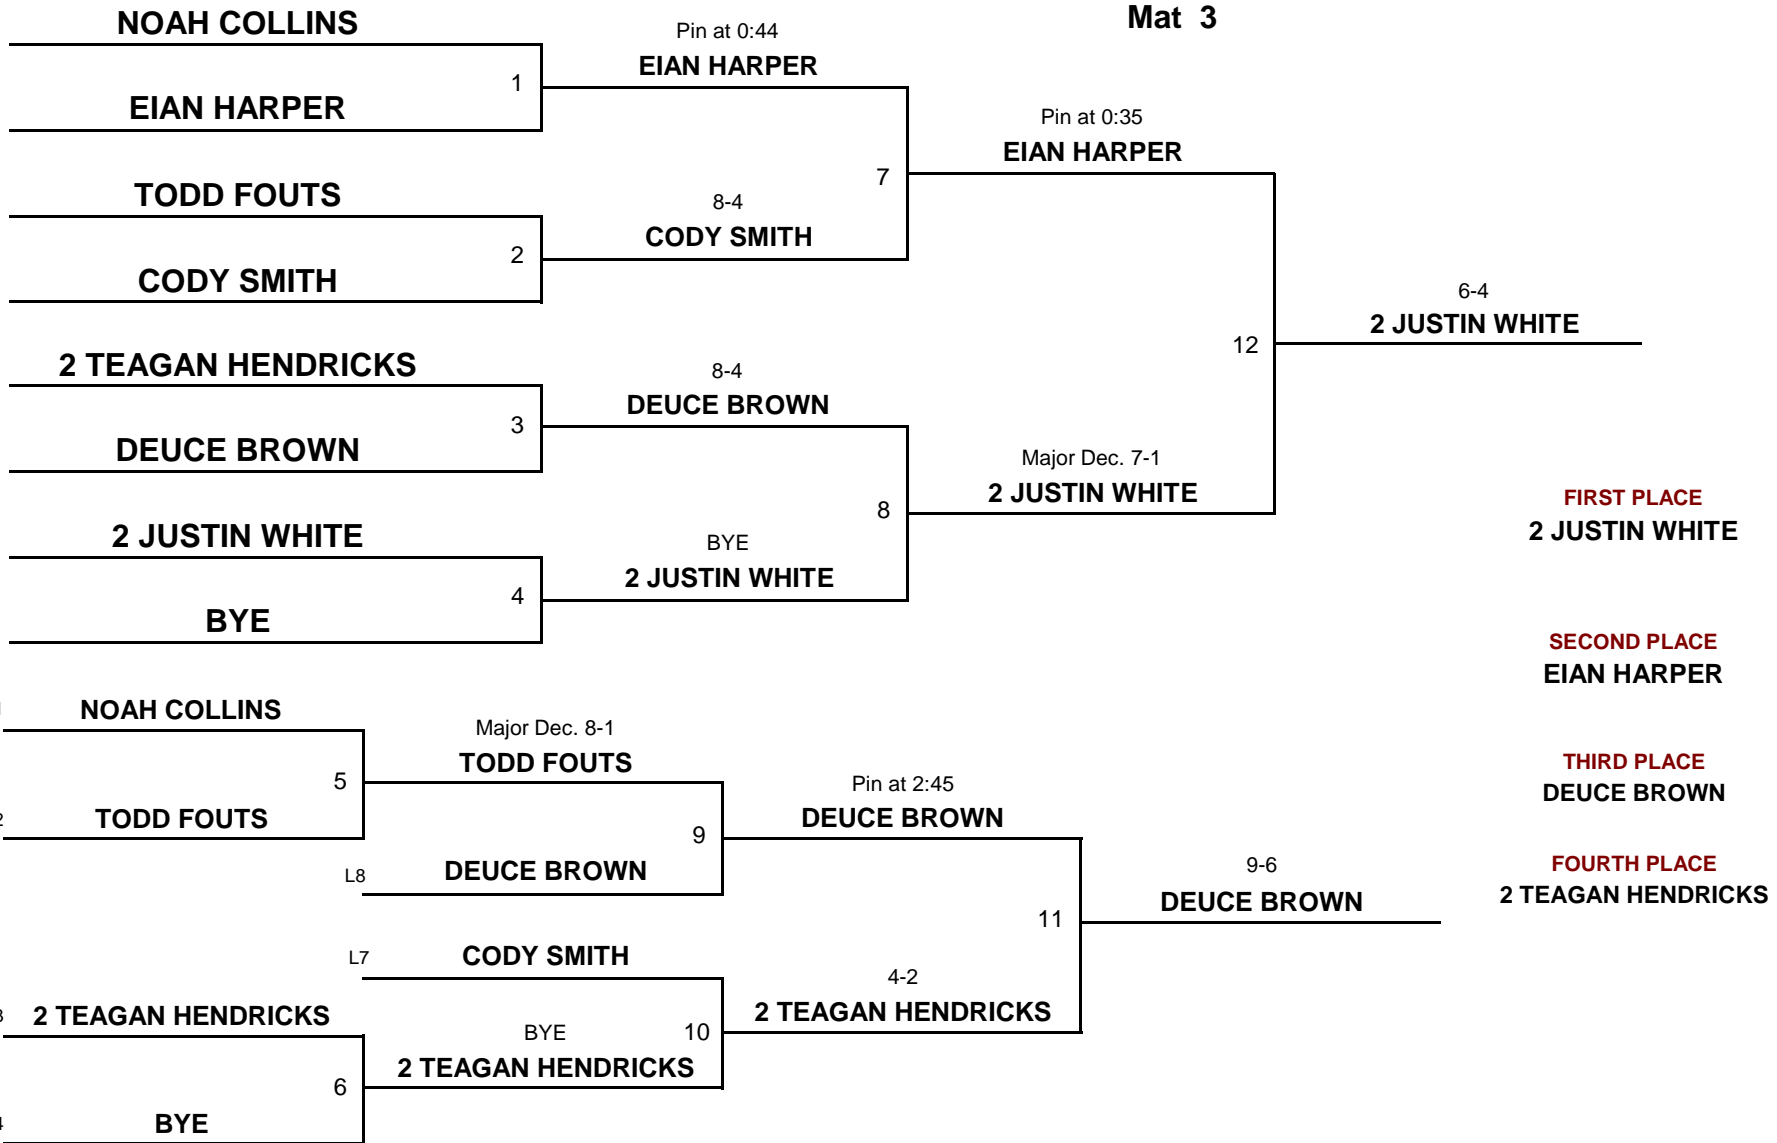 Mat 3
NOAH COLLINS
Pin at 0:44
EIAN HARPER
1
EIAN HARPER
Pin at 0:35
EIAN HARPER
TODD FOUTS
7
8-4
CODY SMITH
2
CODY SMITH
6-4
2 JUSTIN WHITE
12
2 TEAGAN HENDRICKS
8-4
DEUCE BROWN
3
DEUCE BROWN
Major Dec. 7-1
2 JUSTIN WHITE
8
2 JUSTIN WHITE
BYE
2 JUSTIN WHITE
4
BYE
FIRST PLACE
2 JUSTIN WHITE
SECOND PLACE
EIAN HARPER
THIRD PLACE
DEUCE BROWN
FOURTH PLACE
2 TEAGAN HENDRICKS
NOAH COLLINS
Major Dec. 8-1
TODD FOUTS
5
2
TODD FOUTS
Pin at 2:45
DEUCE BROWN
9
L8
DEUCE BROWN
9-6
DEUCE BROWN
11
L7
CODY SMITH
4-2
2 TEAGAN HENDRICKS
3
2 TEAGAN HENDRICKS
BYE
10
2 TEAGAN HENDRICKS
6
4
BYE